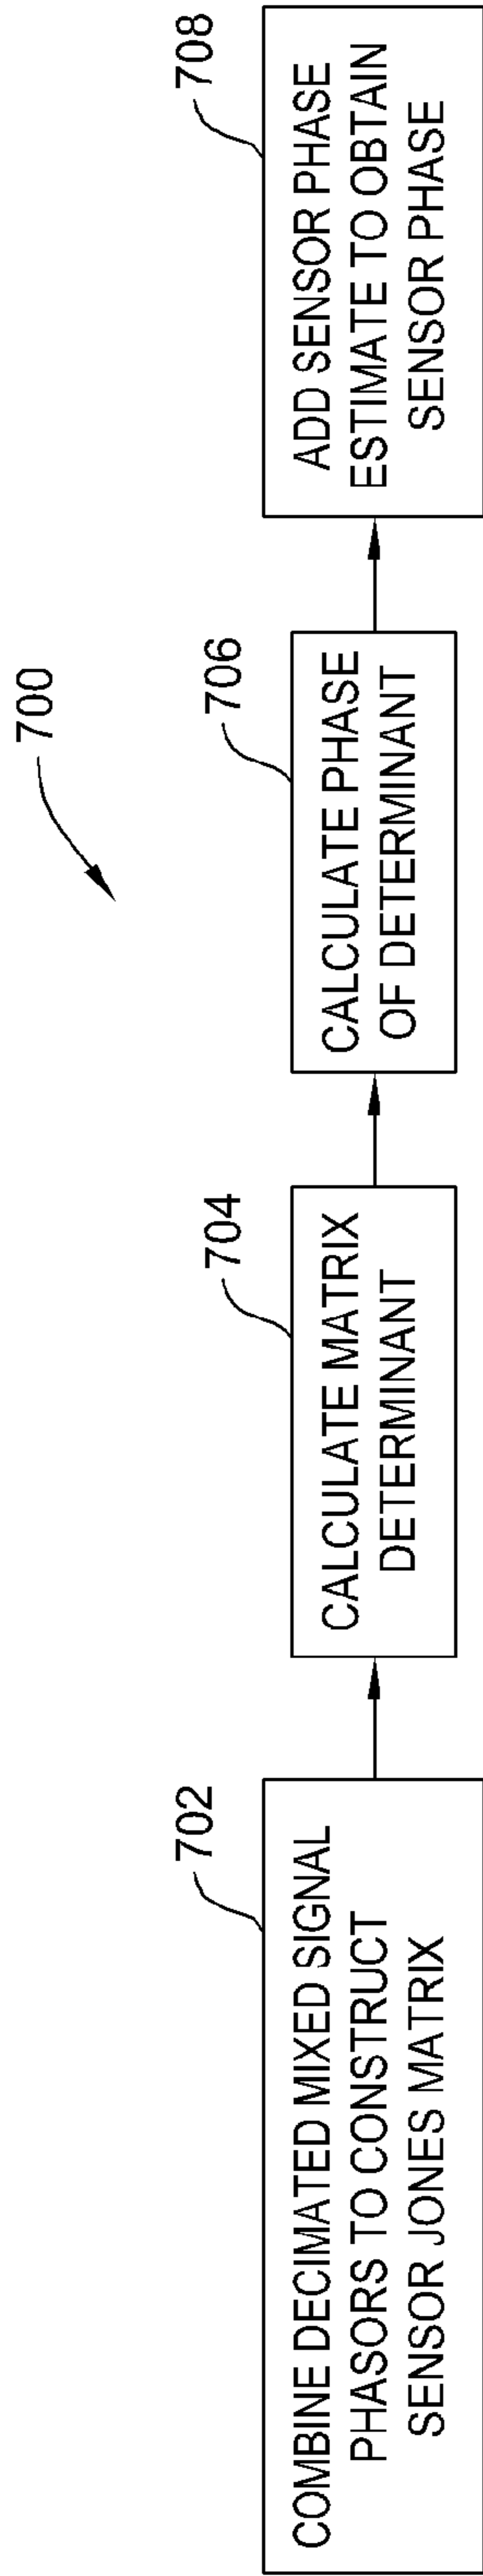 700
702
COMBINE DECIMATED MIXED SIGNAL
PHASORS TO CONSTRUCT
SENSOR JONES MATRIX
704
CALCULATE MATRIX
DETERMINANT
706
CALCULATE PHASE
OF DETERMINANT
708
ADD SENSOR PHASE
ESTIMATE TO OBTAIN
SENSOR PHASE